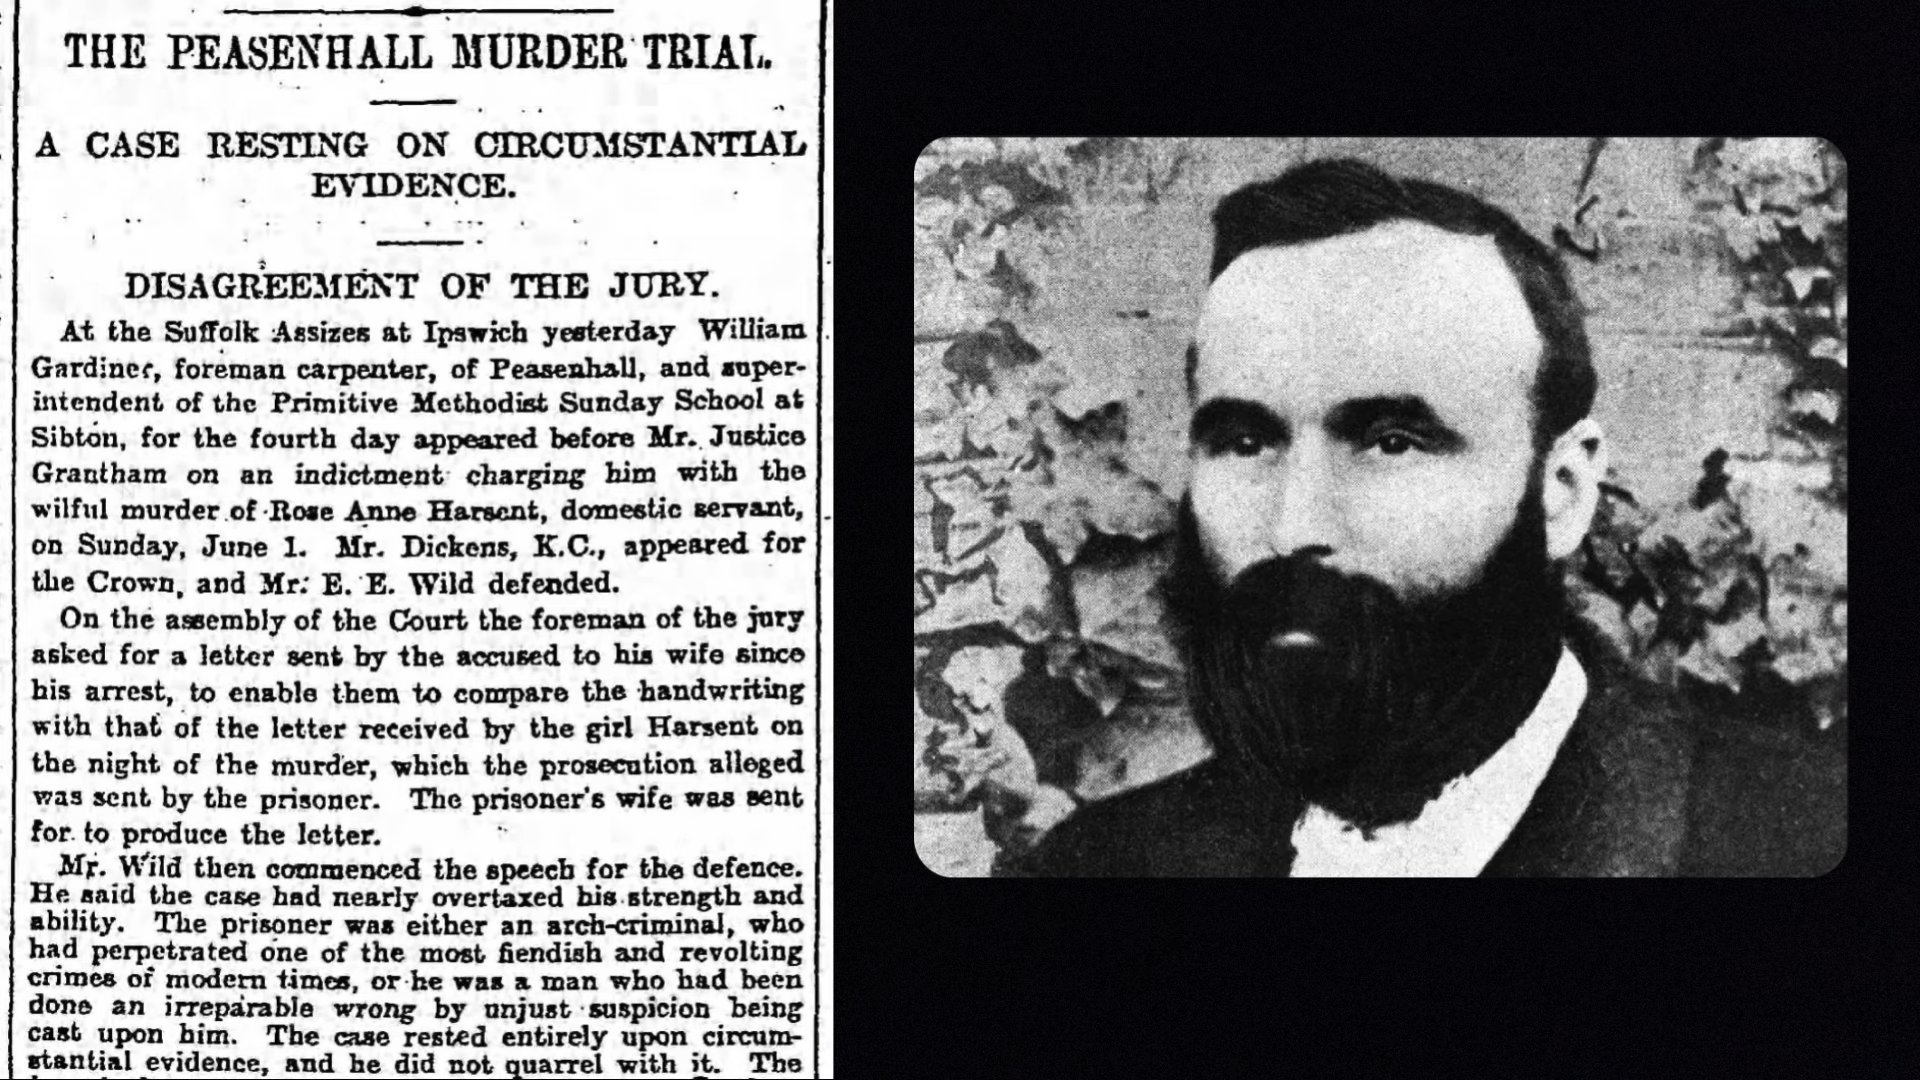 THE PEASENHALL MURDER TRIAL.
A CASE RESTING ON CIRCUMSTANTIAL
EVIDENCE.
DISAGREEMENT OF THE JURY.
At the Suffolk Assizes at Ipswich yesterday William
Gardiner, foreman carpenter, of Peasenhall, and super-
intendent of the Primitive Methodist Sunday School at
Sibton, for the fourth day appeared before Mr. Justice
Grantham on an indictment charging him with the
wilful murder of Rose Anne Harsent, domestic servant,
on Sunday, June 1. Mr. Dickens, K.C., appeared for
the Crown, and Mr. E. E. Wild defended.
On the assembly of the Court the foreman of the jury
asked for a letter sent by the accused to his wife since
his arrest, to enable them to compare the handwriting
with that of the letter received by the girl Harsent on
the night of the murder, which the prosecution alleged
was sent by the prisoner. The prisoner's wife was sent
for to produce the letter.
Mr. Wild then commenced the speech for the defence.
He said the case had nearly overtaxed his strength and
ability. The prisoner was either an arch-criminal, who
had perpetrated one of the most fiendish and revolting
crimes of modern times, or he was a man who had been
done an irreparable wrong by unjust suspicion being
cast upon him. The case rested entirely upon circum-
stantial evidence, and he did not quarrel with it. The